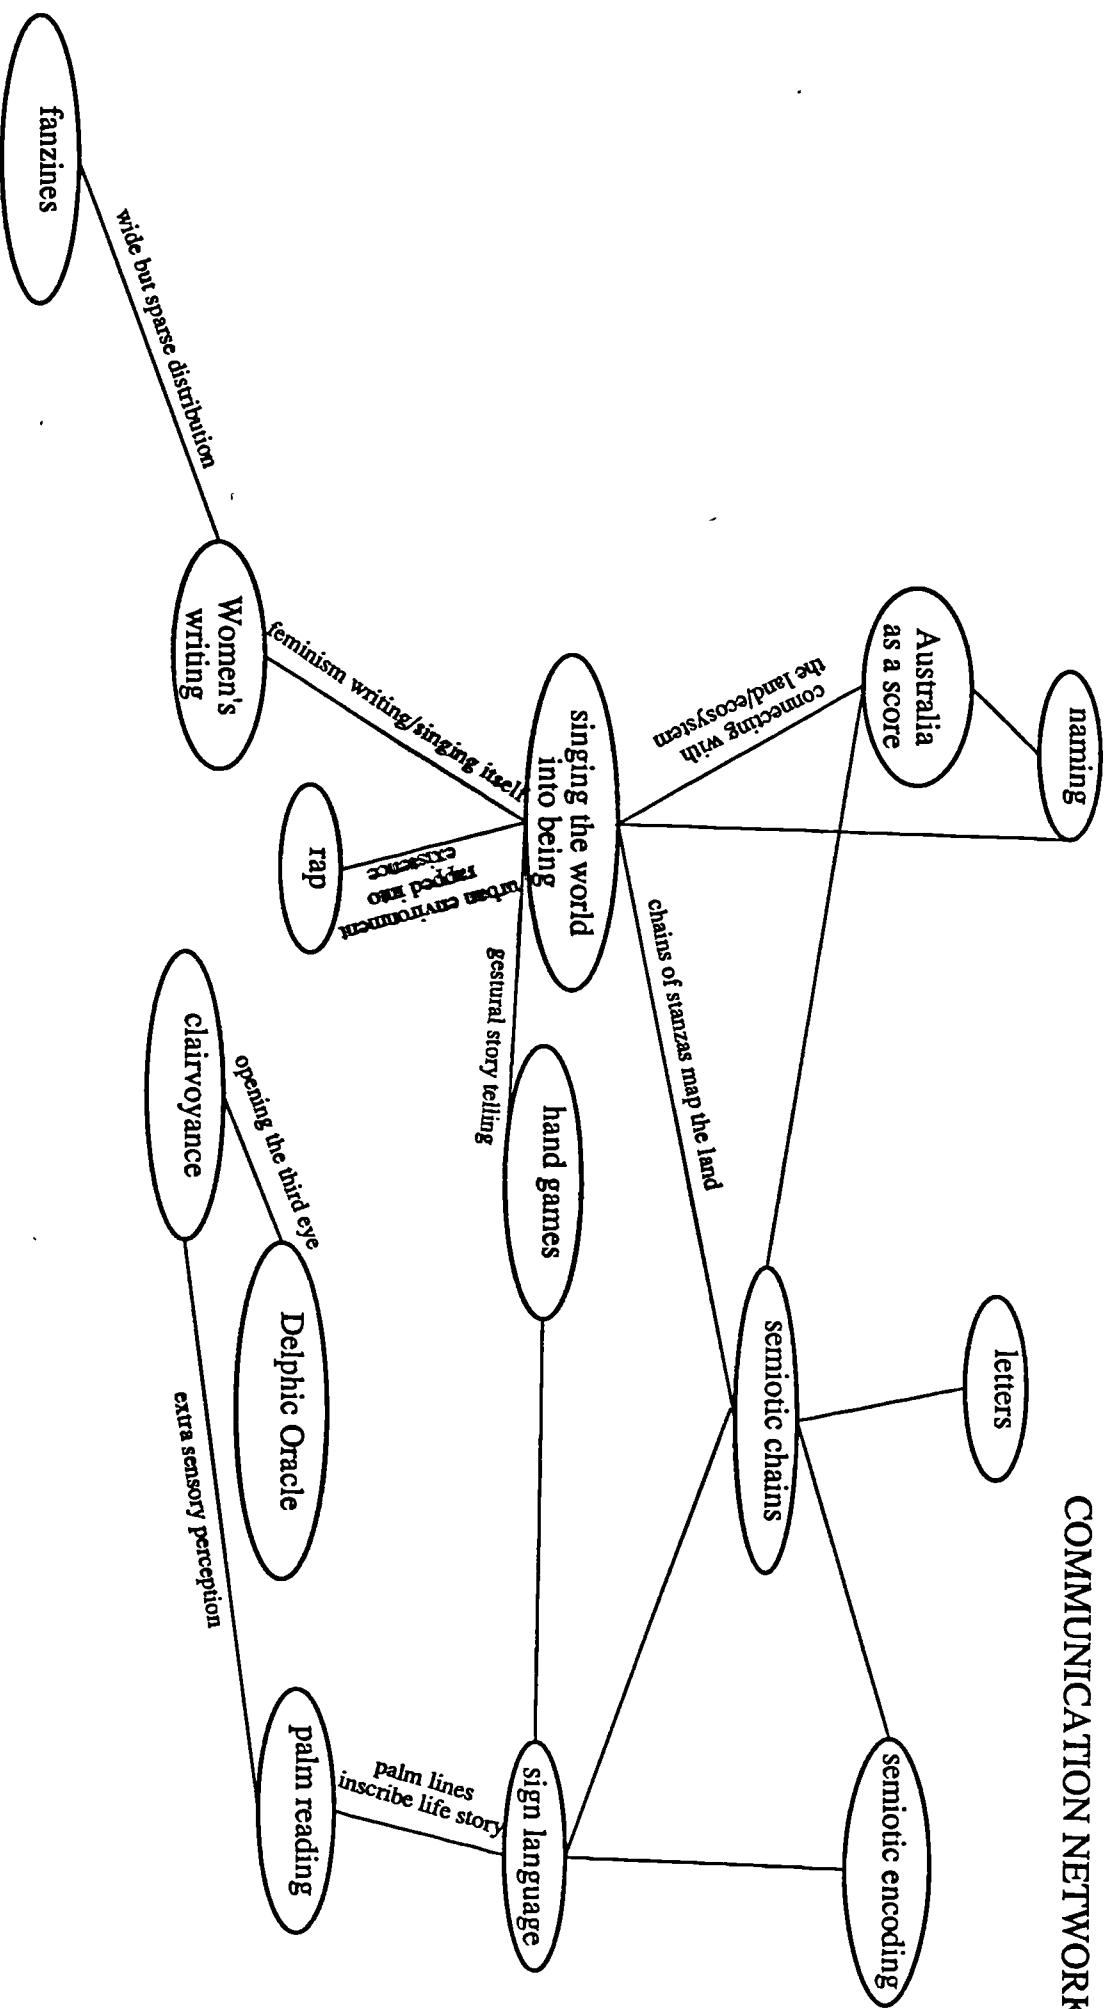 COMMUNICATION NETWORK
naming
Australia
as a score
letters
semiotic encoding
connecting with
the land/ecosystem
chains of stanzas map the land
semiotic chains
singing the world
into being
hand games
sign language
feminism writing/singing itself
urban environment
rapped into
existence
gestural story telling
palm lines
inscribe life story
fanzines
wide but sparse distribution
Women's
writing
rap
opening the third eye
Delphic Oracle
palm reading
clairvoyance
extra sensory perception